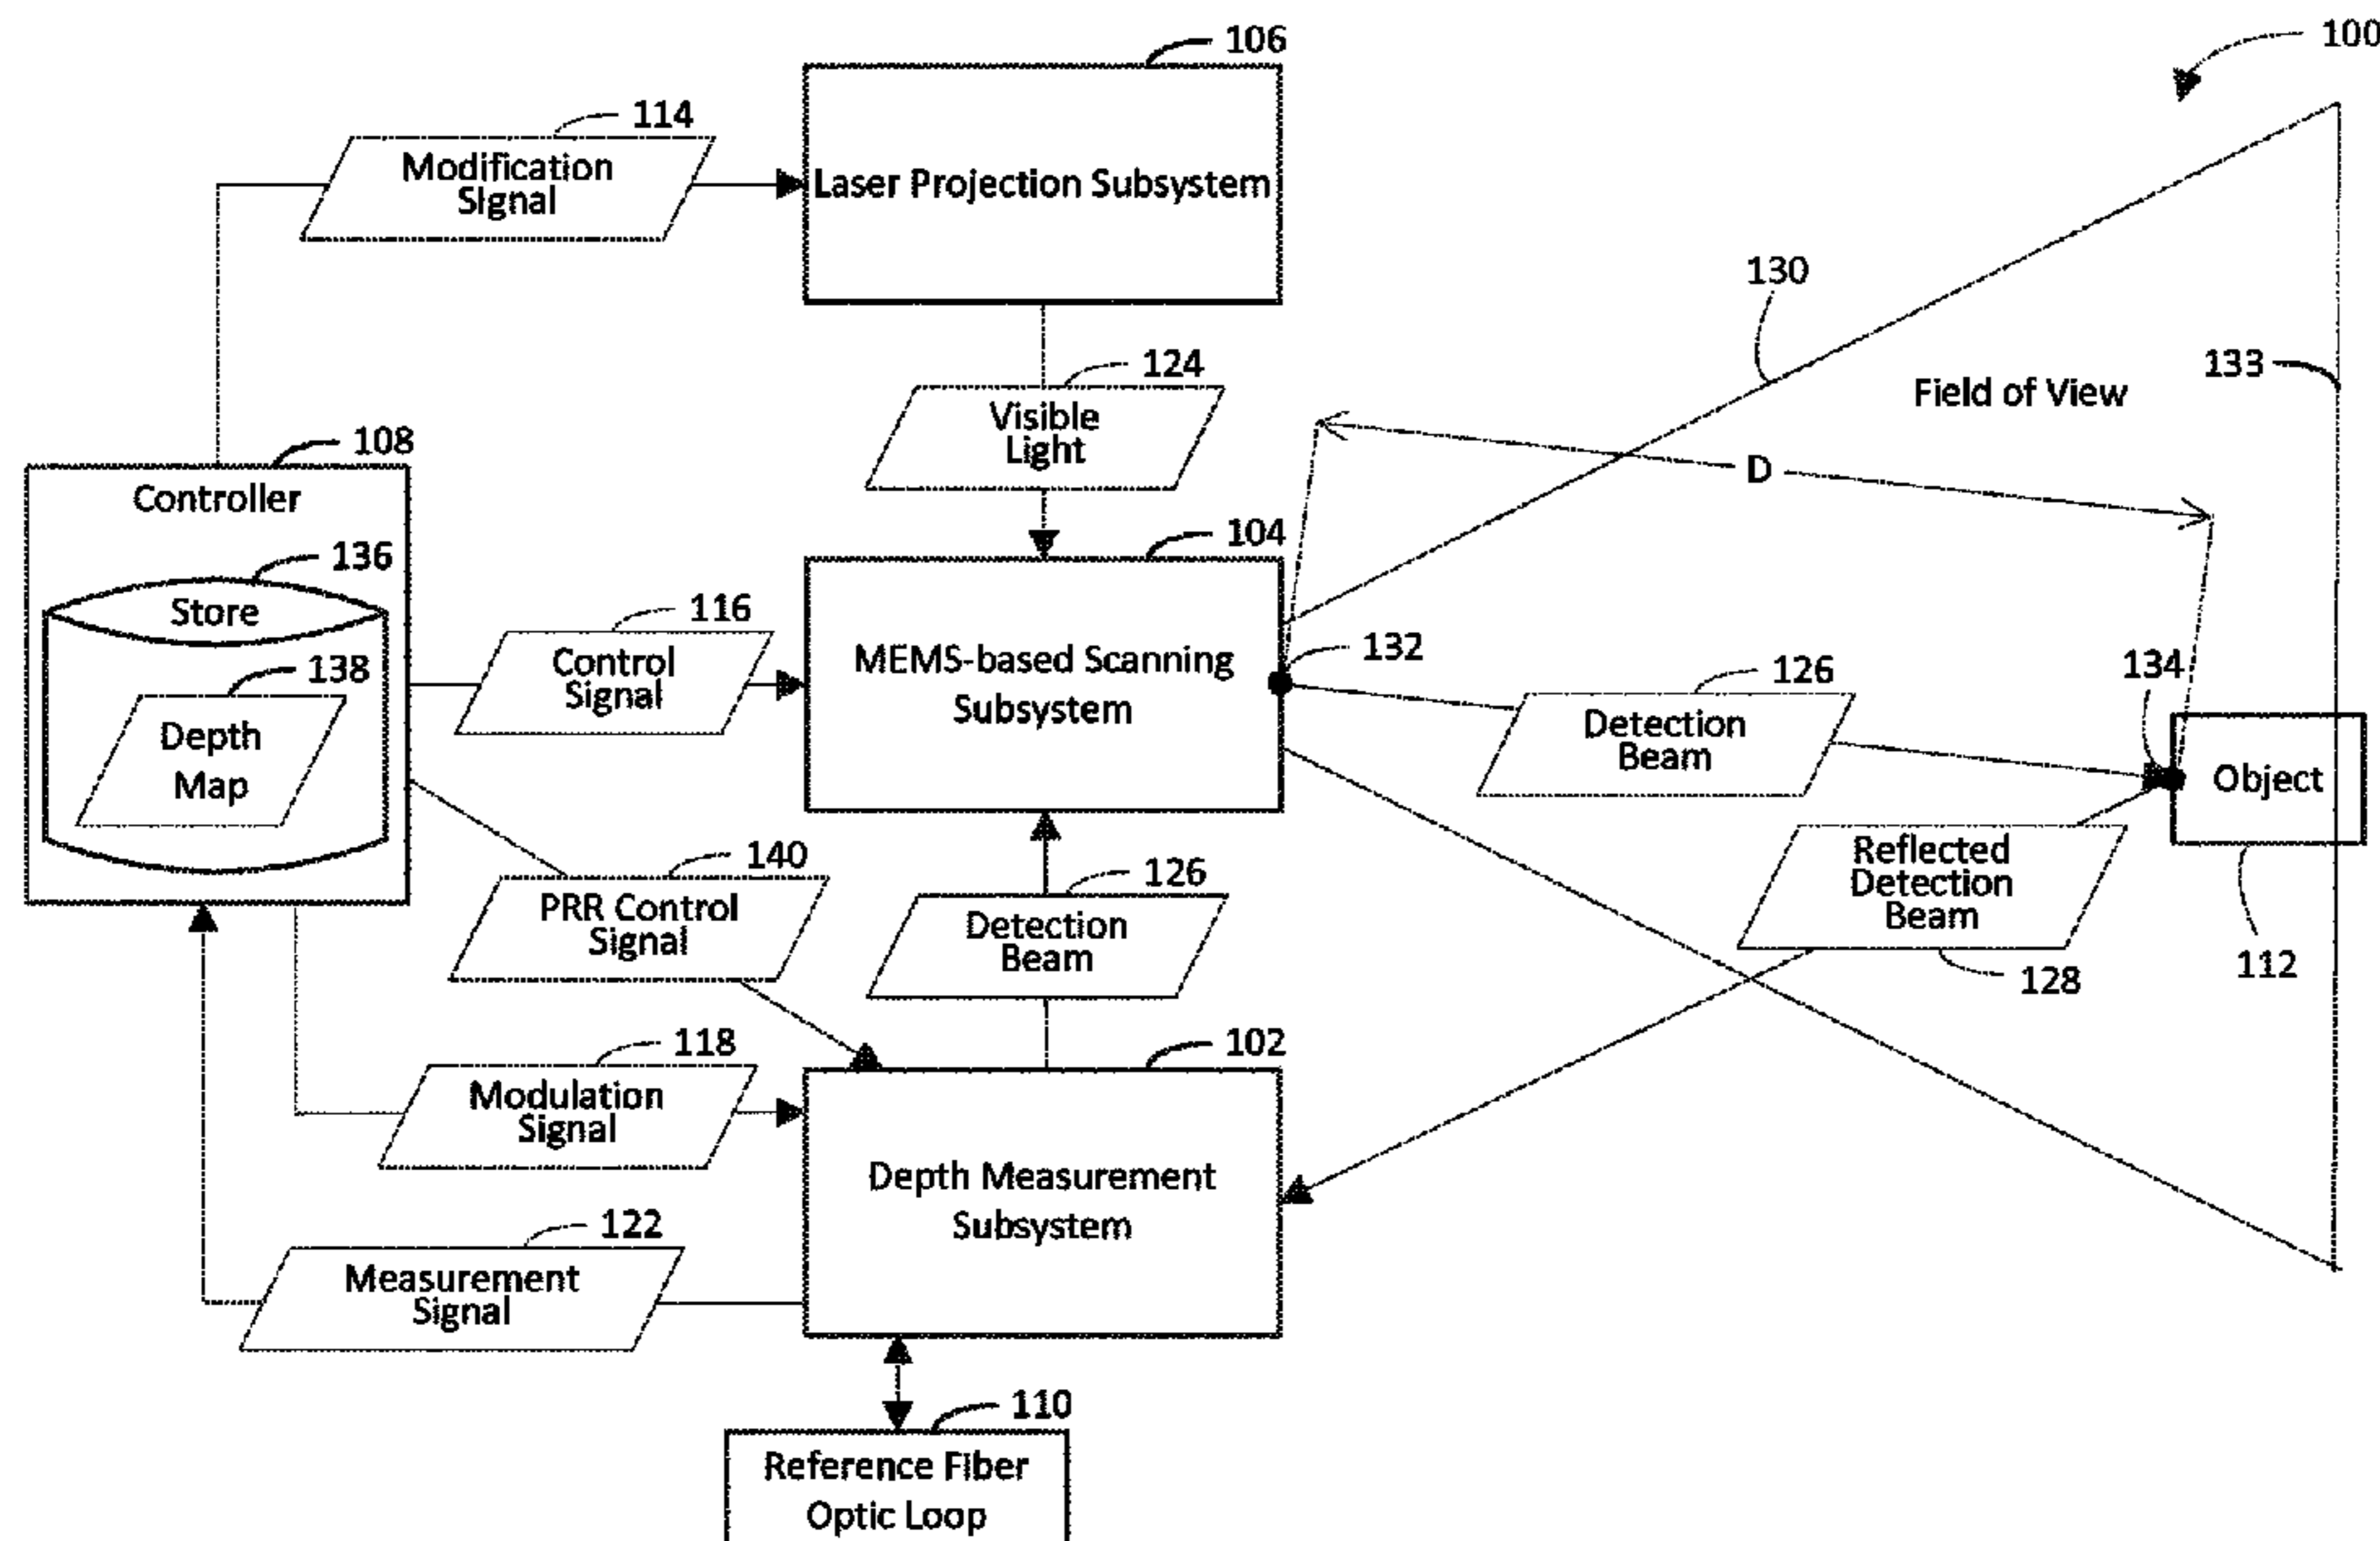 100
106
114
Modification
Signal
Laser Projection Subsystem
130
124
133
Field of View
Visible
Light
108
D
Controller
104
136
Store
116
132
138
Control
Signal
MEMS-based Scanning
Subsystem
126
134
Detection
Beam
Depth
Map
Object
140
126
Reflected
Detection
Beam
PRR Control
Signal
Detection
Beam
112
128
118
102
Modulation
Signal
Depth Measurement
Subsystem
122
Measurement
Signal
110
Reference Fiber
Optic Loop